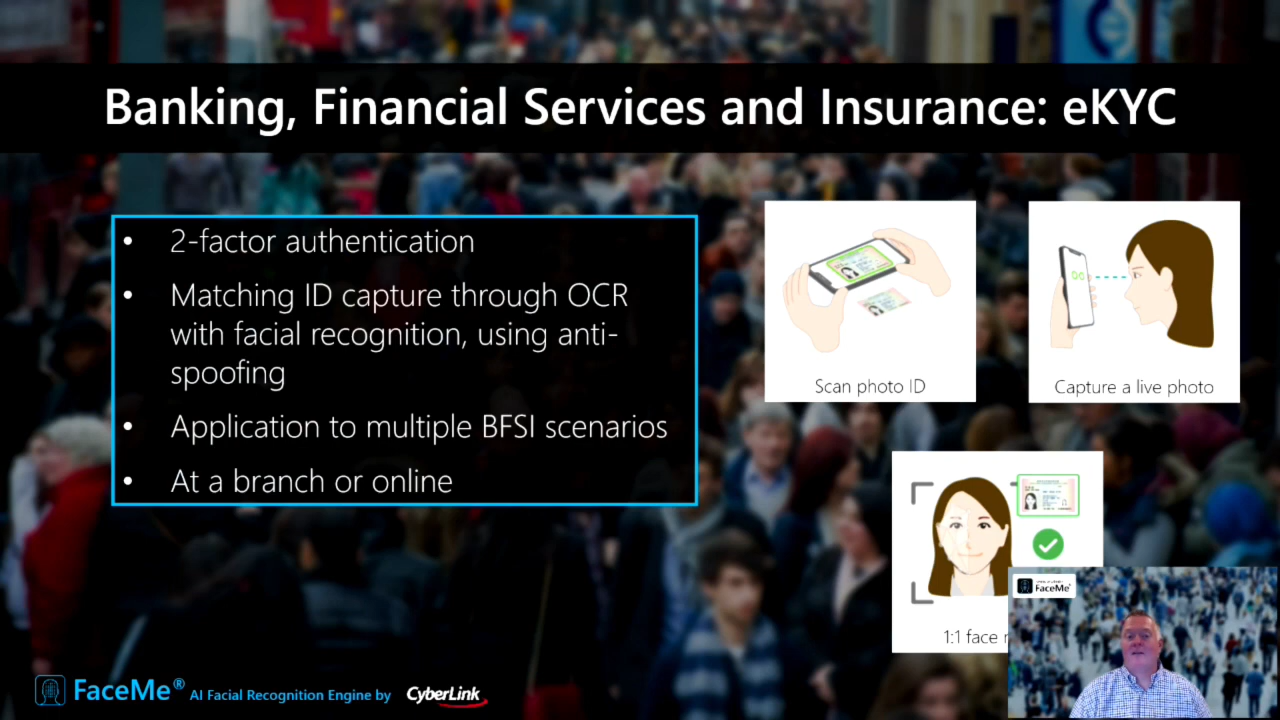 Banking, Financial Services and Insurance: eKYC
• 2-factor authentication
• Matching ID capture through OCR
with facial recognition, using anti-
spoofing
• Application to multiple BFSI scenarios
• At a branch or online
Scan photo ID
Capture a live photo
1:1 face
FaceMe
FaceMe® AI Facial Recognition Engine by CyberLink